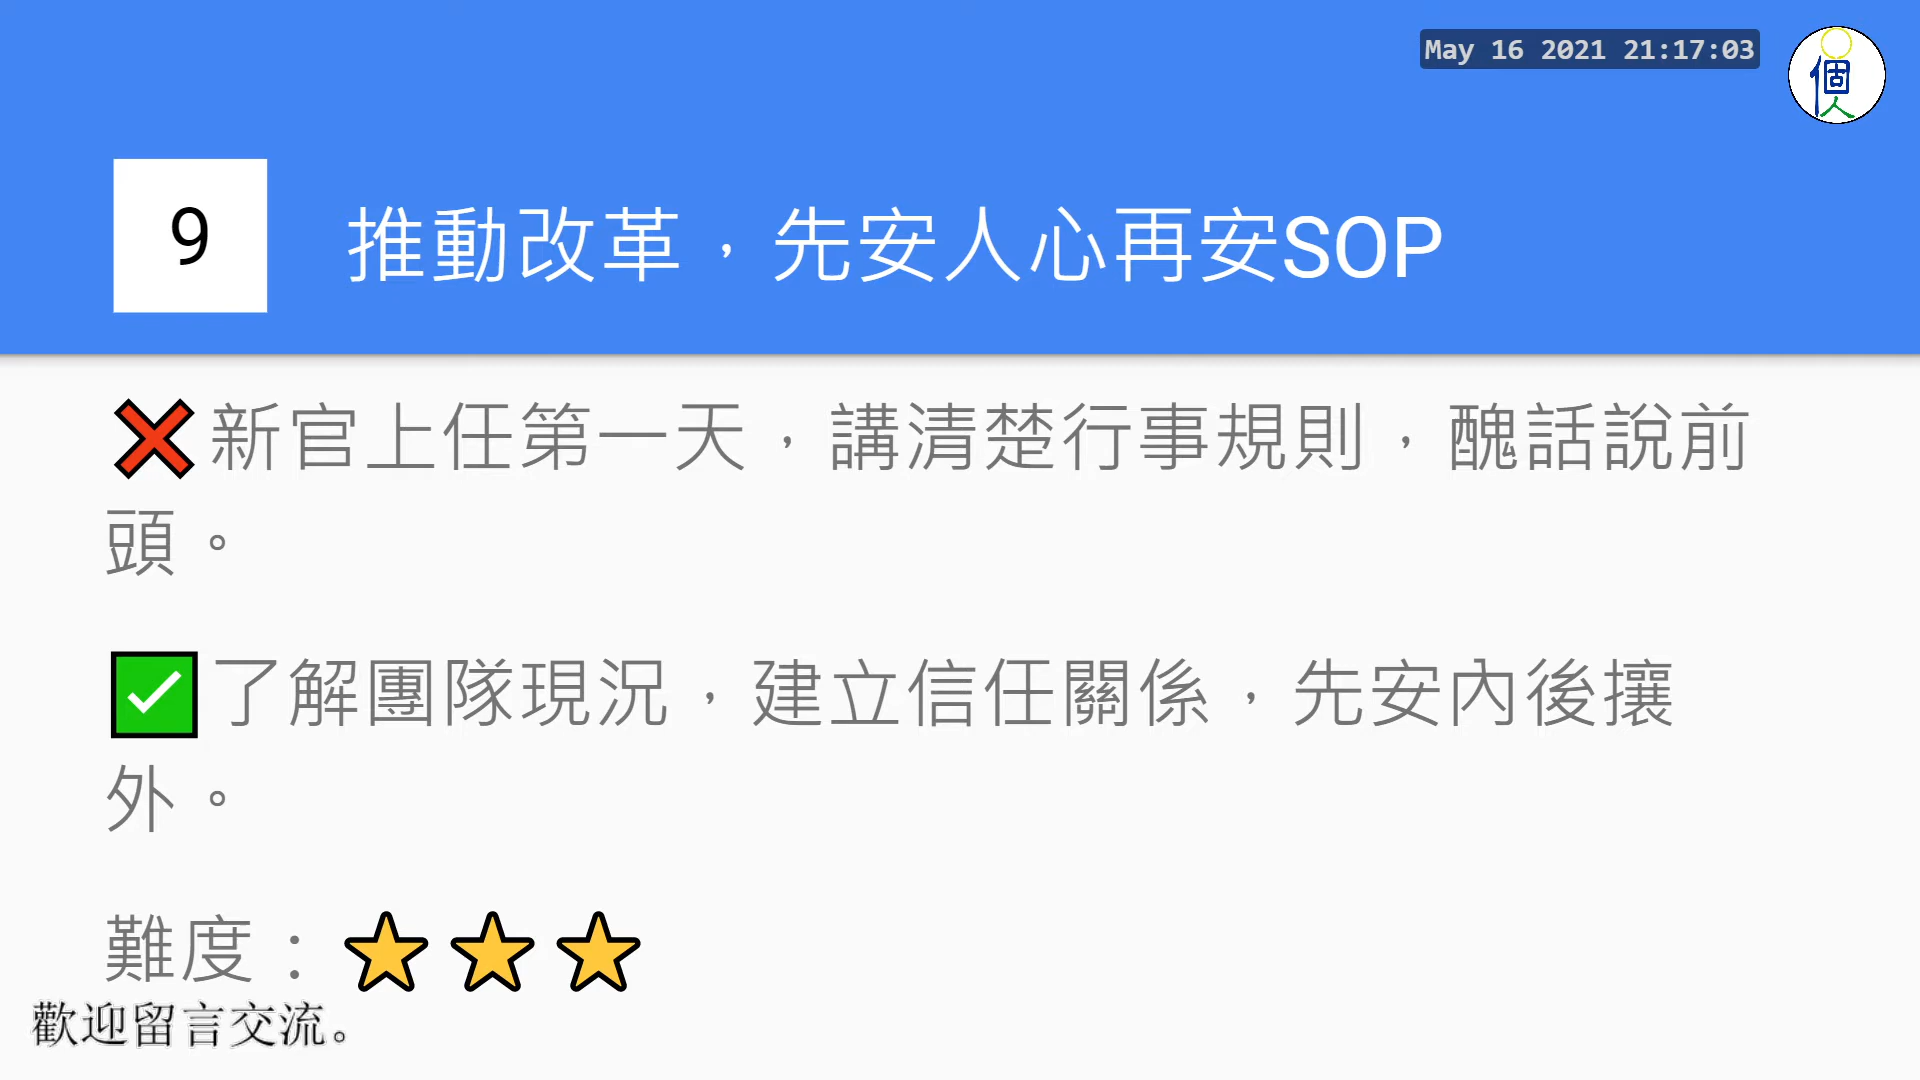 May 16 2021 21:17:03
個人
9
推動改革，先安人心再安SOP
❌新官上任第一天，講清楚行事規則，醜話說前
頭。
✅了解團隊現況，建立信任關係，先安內後攘
外。
難度：⭐⭐⭐
歡迎留言交流。